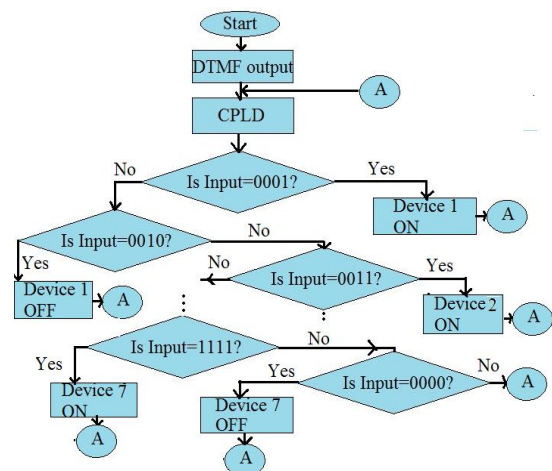 Start
DTMF output
A
CPLD
No
Is Input=0001?
Yes
Device 1
ON
A
Is Input=0010?
No
Yes
No
Is Input=0011?
Yes
Device 1
OFF
A
Device 2
ON
A
Is Input=1111?
No
Yes
Yes
Is Input=0000?
No
A
Device 7
ON
Device 7
OFF
A
A